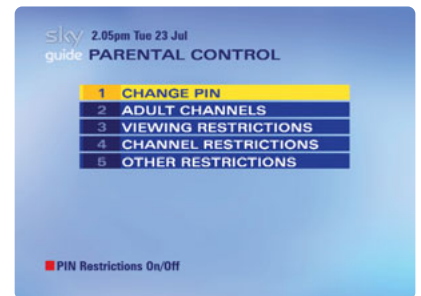 sky 2.05pm Tue 23 Jul
guide PARENTAL CONTROL
1 CHANGE PIN
2 ADULT CHANNELS
3 VIEWING RESTRICTIONS
4 CHANNEL RESTRICTIONS
5 OTHER RESTRICTIONS
PIN Restrictions On/Off